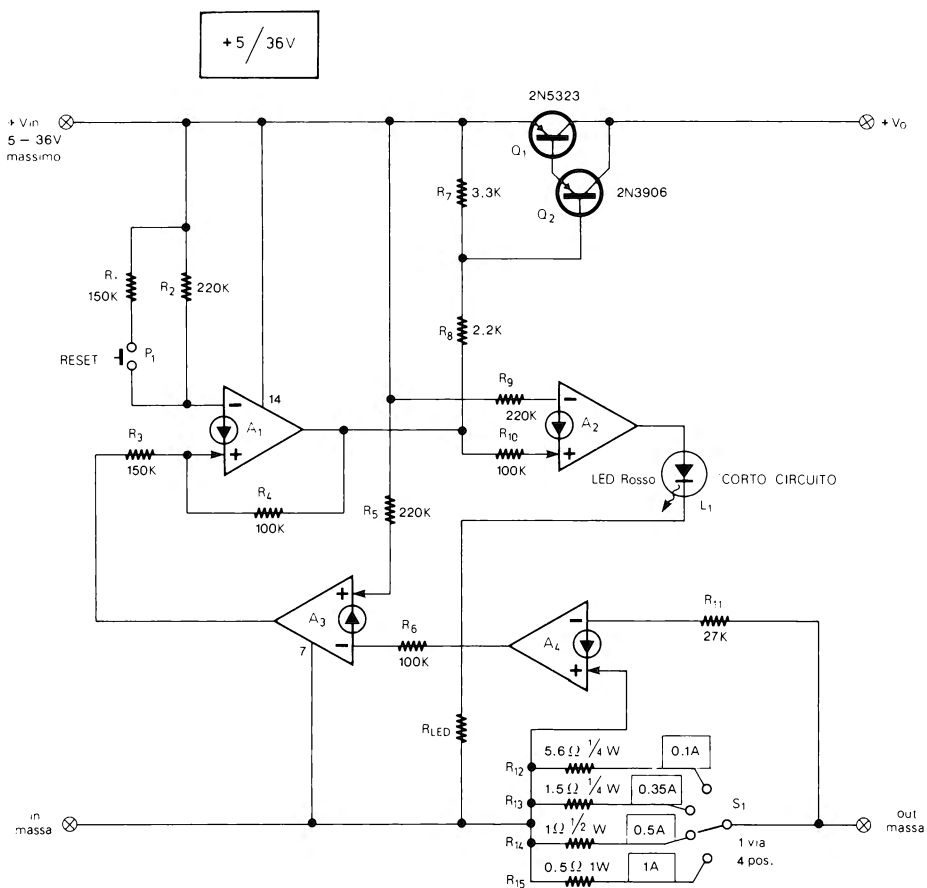 +5/36V
2N5323
+ Vin
5 – 36V
massimo
+ Vo
Q1
R7
3.3K
2N3906
Q2
R.
150K
R2
220K
R8
2.2K
RESET
P1
14
R9
220K
A1
A2
R3
150K
R10
100K
LED Rosso
CORTO CIRCUITO
L1
R4
100K
R5
220K
A3
R6
100K
A4
R11
27K
7
RLED
R12
5.6Ω 1/4 W
0.1A
R13
1.5Ω 1/4 W
0.35A
S1
in
massa
out
massa
R14
1Ω 1/2 W
0.5A
1 via
4 pos.
R15
0.5Ω 1W
1A